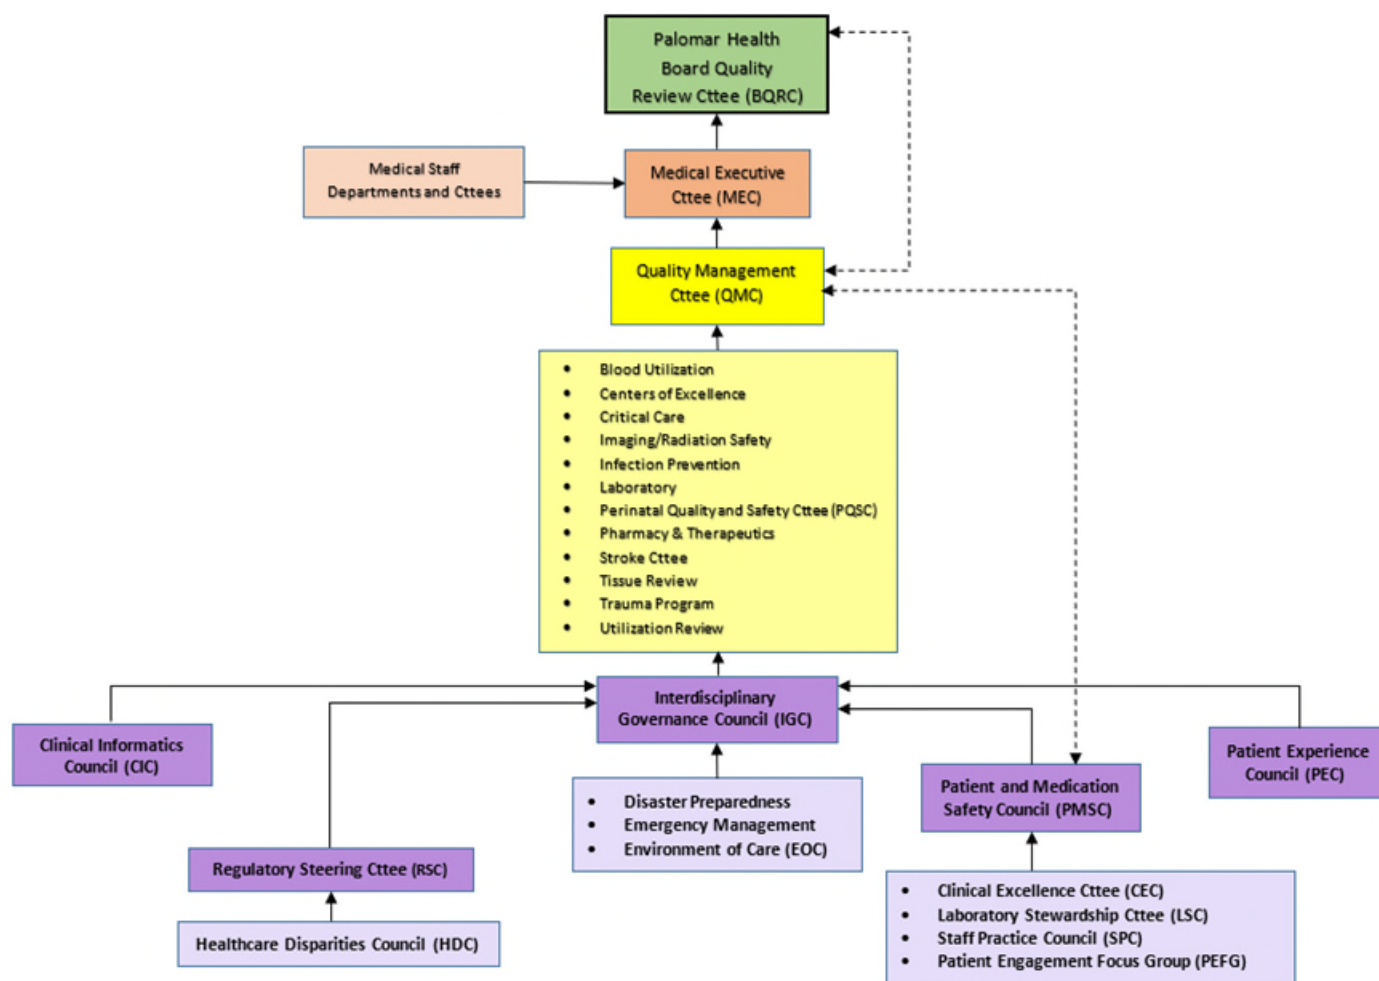 Palomar Health
Board Quality
Review Cttee (BQRC)
Medical Staff
Departments and Cttees
Medical Executive
Cttee (MEC)
Quality Management
Cttee (QMC)
• Blood Utilization
• Centers of Excellence
• Critical Care
• Imaging/Radiation Safety
• Infection Prevention
• Laboratory
• Perinatal Quality and Safety Cttee (PQSC)
• Pharmacy & Therapeutics
• Stroke Cttee
• Tissue Review
• Trauma Program
• Utilization Review
Interdisciplinary
Governance Council (IGC)
Clinical Informatics
Council (CIC)
Patient Experience
Council (PEC)
• Disaster Preparedness
• Emergency Management
• Environment of Care (EOC)
Patient and Medication
Safety Council (PMSC)
Regulatory Steering Cttee (RSC)
Healthcare Disparities Council (HDC)
• Clinical Excellence Cttee (CEC)
• Laboratory Stewardship Cttee (LSC)
• Staff Practice Council (SPC)
• Patient Engagement Focus Group (PEFG)